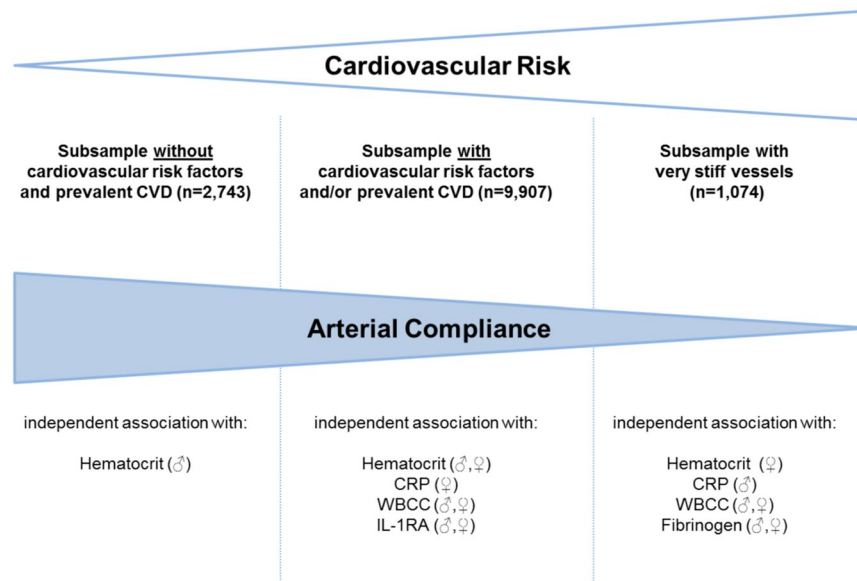 Cardiovascular Risk
Subsample without
cardiovascular risk factors
and prevalent CVD (n=2,743)
Subsample with
cardiovascular risk factors
and/or prevalent CVD (n=9,907)
Subsample with
very stiff vessels
(n=1,074)
Arterial Compliance
independent association with:
Hematocrit (♂)
independent association with:
Hematocrit (♂,♀)
CRP (♀)
WBCC (♂,♀)
IL-1RA (♂,♀)
independent association with:
Hematocrit (♀)
CRP (♂)
WBCC (♂,♀)
Fibrinogen (♂,♀)